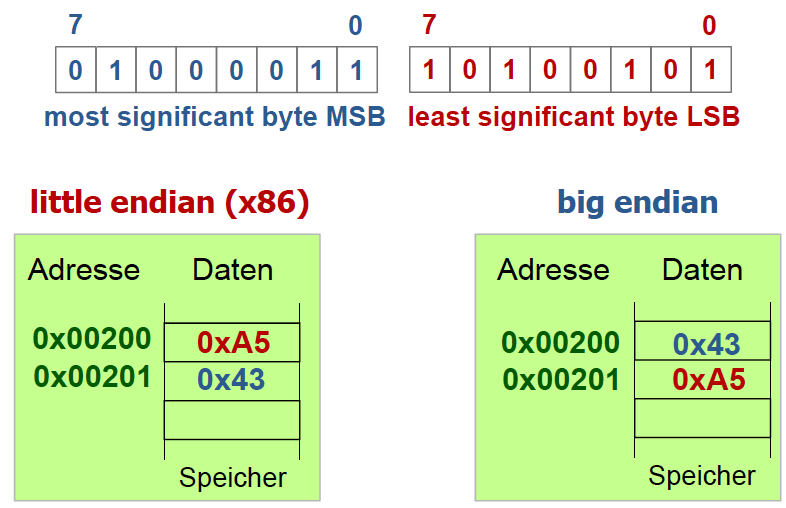 7 0 7 0
0 1 0 0 0 0 1 1 1 0 1 0 0 1 0 1
most significant byte MSB least significant byte LSB
little endian (x86) big endian
Adresse Daten
0x00200 0xA5
0x00201 0x43
Speicher
Adresse Daten
0x00200 0x43
0x00201 0xA5
Speicher